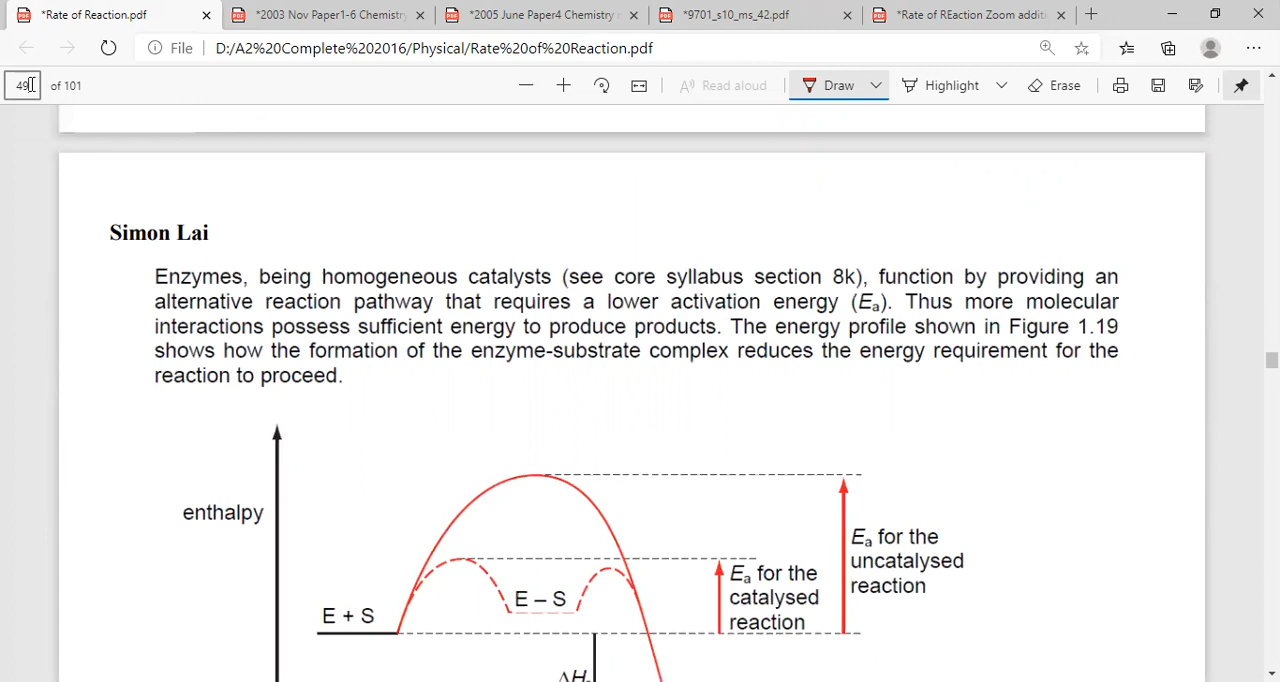 *Rate of Reaction.pdf
*2003 Nov Paper1-6 Chemistry
*2005 June Paper4 Chemistry
*9701_s10_ms_42.pdf
*Rate of REaction Zoom addit
File
D:/A2%20Complete%202016/Physical/Rate%20of%20Reaction.pdf
49 of 101
Read aloud
Draw
Highlight
Erase
Simon Lai
Enzymes, being homogeneous catalysts (see core syllabus section 8k), function by providing an
alternative reaction pathway that requires a lower activation energy (Eₐ). Thus more molecular
interactions possess sufficient energy to produce products. The energy profile shown in Figure 1.19
shows how the formation of the enzyme-substrate complex reduces the energy requirement for the
reaction to proceed.
enthalpy
E + S
E – S
Eₐ for the
catalysed
reaction
Eₐ for the
uncatalysed
reaction